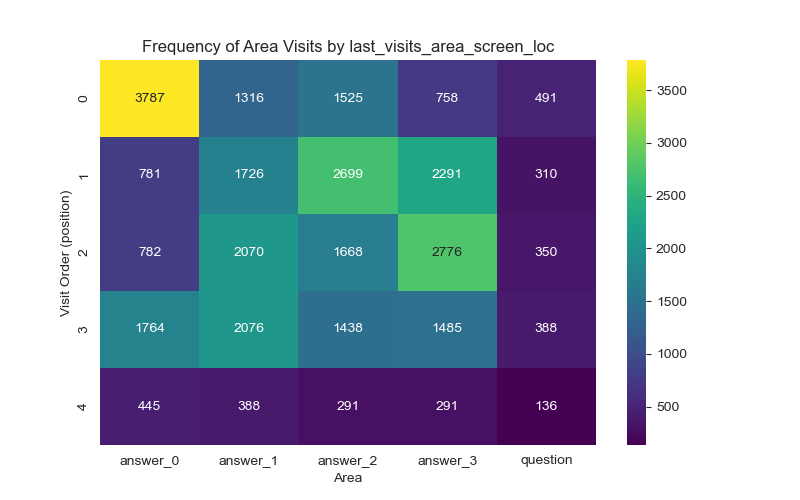 Frequency of Area Visits by last_visits_area_screen_loc
Visit Order (position)
0 3787 1316 1525 758 491
1 781 1726 2699 2291 310
2 782 2070 1668 2776 350
3 1764 2076 1438 1485 388
4 445 388 291 291 136
answer_0 answer_1 answer_2 answer_3 question
Area
3500
3000
2500
2000
1500
1000
500